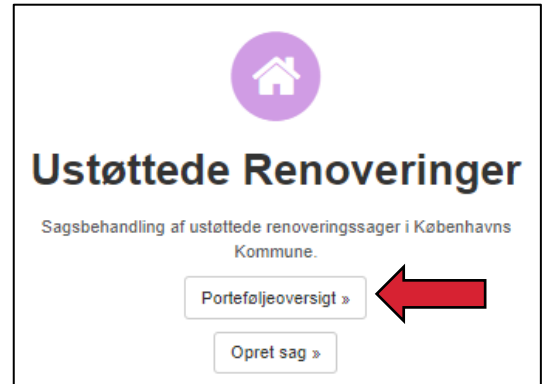 Ustøttede Renoveringer
Sagsbehandling af ustøttede renoveringssager i Københavns
Kommune.
Porteføljeoversigt »
Opret sag »